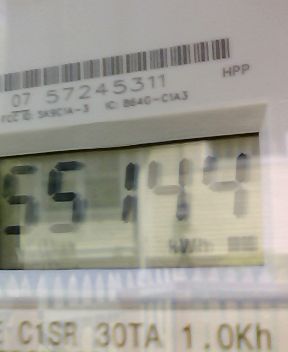 07 57245311
HPP
FCC ID: SK9C1A-3 IC: 864G-C1A3
55144
kWh
E C1SR 30TA 1.0Kh